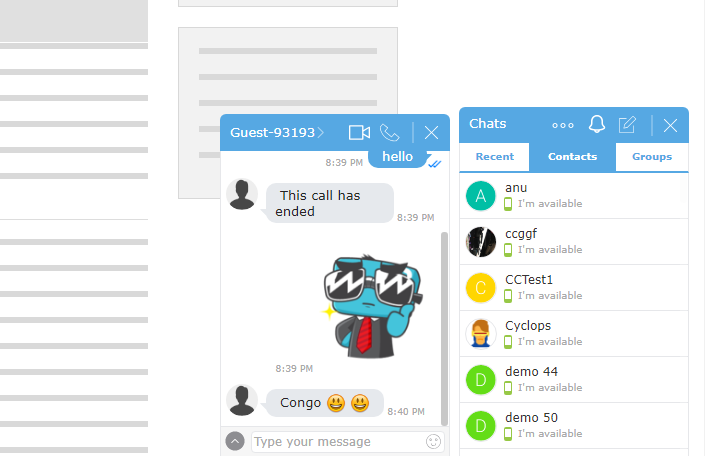 Guest-93193
8:39 PM
hello
This call has
ended
8:39 PM
8:39 PM
Congo 😃 😃
8:40 PM
Type your message
Chats
Recent
Contacts
Groups
A
anu
I'm available
ccggf
I'm available
C
CCTest1
I'm available
Cyclops
I'm available
D
demo 44
I'm available
D
demo 50
I'm available